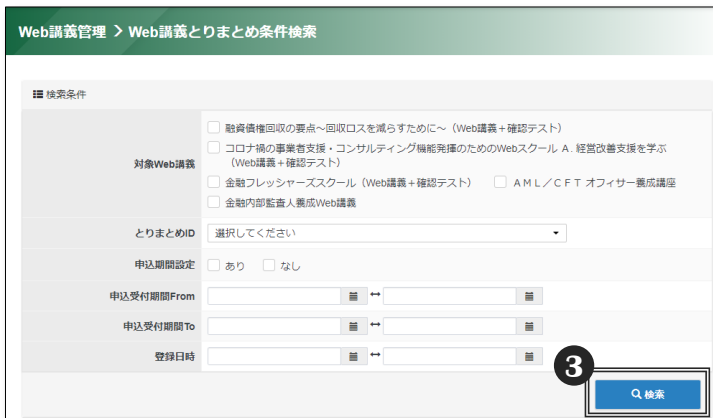 Web講義管理 > Web講義とりまとめ条件検索
検索条件
対象Web講義
融資債権回収の要点～回収ロスを減らすために～（Web講義＋確認テスト）
コロナ禍の事業者支援・コンサルティング機能発揮のためのWebスクール A. 経営改善支援を学ぶ
（Web講義＋確認テスト）
金融フレッシャーズスクール（Web講義＋確認テスト） ＡＭＬ／ＣＦＴ オフィサー養成講座
金融内部監査人養成Web講義
とりまとめID 選択してください
申込期間設定 あり なし
申込受付期間From
申込受付期間To
登録日時
3
検索